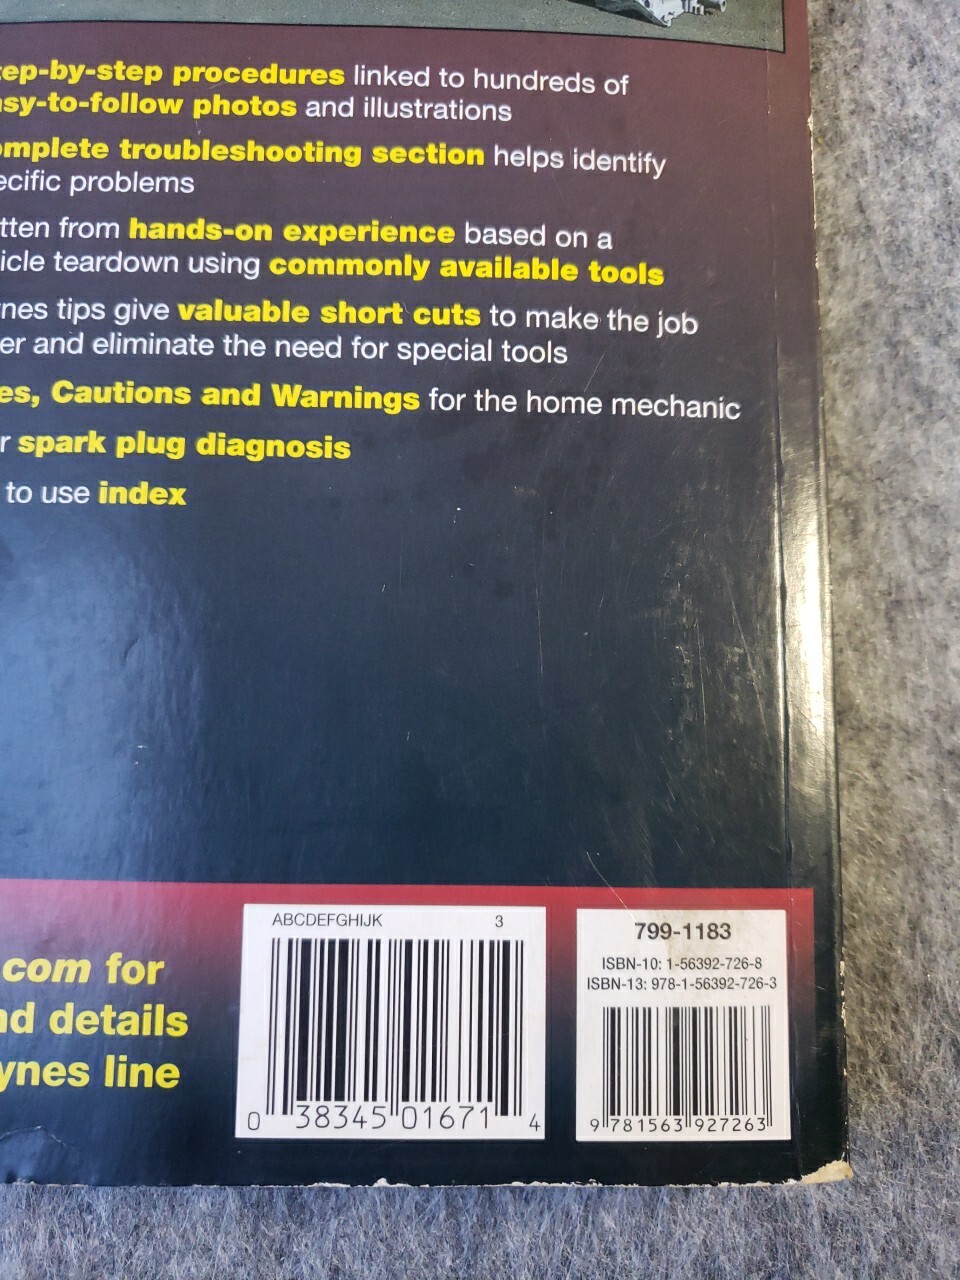 tep-by-step procedures linked to hundreds of
asy-to-follow photos and illustrations
omplete troubleshooting section helps identify
ecific problems
tten from hands-on experience based on a
icle teardown using commonly available tools
nes tips give valuable short cuts to make the job
er and eliminate the need for special tools
es, Cautions and Warnings for the home mechanic
r spark plug diagnosis
to use index
.com for
nd details
ynes line
ABCDEFGHIJK 3
0 38345 01671 4
799-1183
ISBN-10: 1-56392-726-8
ISBN-13: 978-1-56392-726-3
9 781563 927263